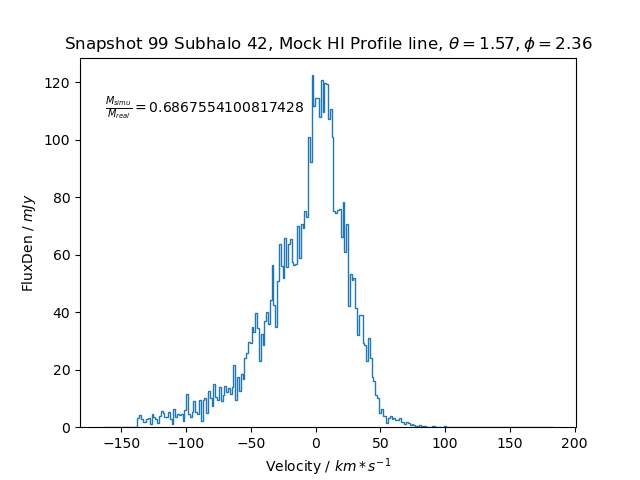 Snapshot 99 Subhalo 42, Mock HI Profile line, θ = 1.57, ϕ = 2.36
M_simu/M_real = 0.6867554100817428
FluxDen / mJy
120
100
80
60
40
20
0
−150 −100 −50 0 50 100 150 200
Velocity / km * s⁻¹